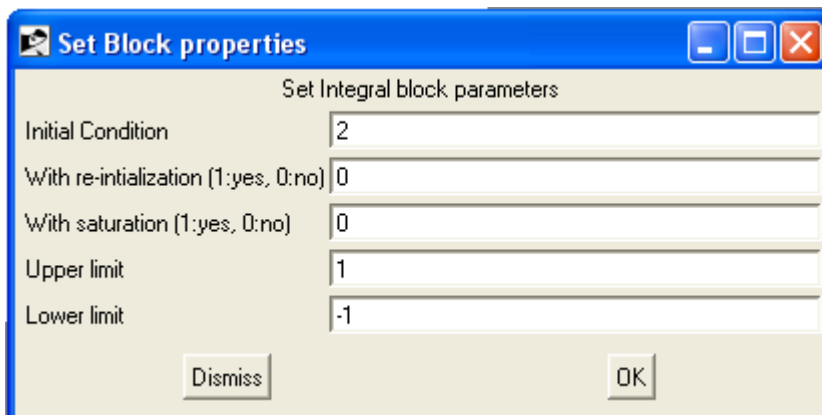 Set Block properties
Set Integral block parameters
Initial Condition 2
With re-intialization (1:yes, 0:no) 0
With saturation (1:yes, 0:no) 0
Upper limit 1
Lower limit -1
Dismiss OK